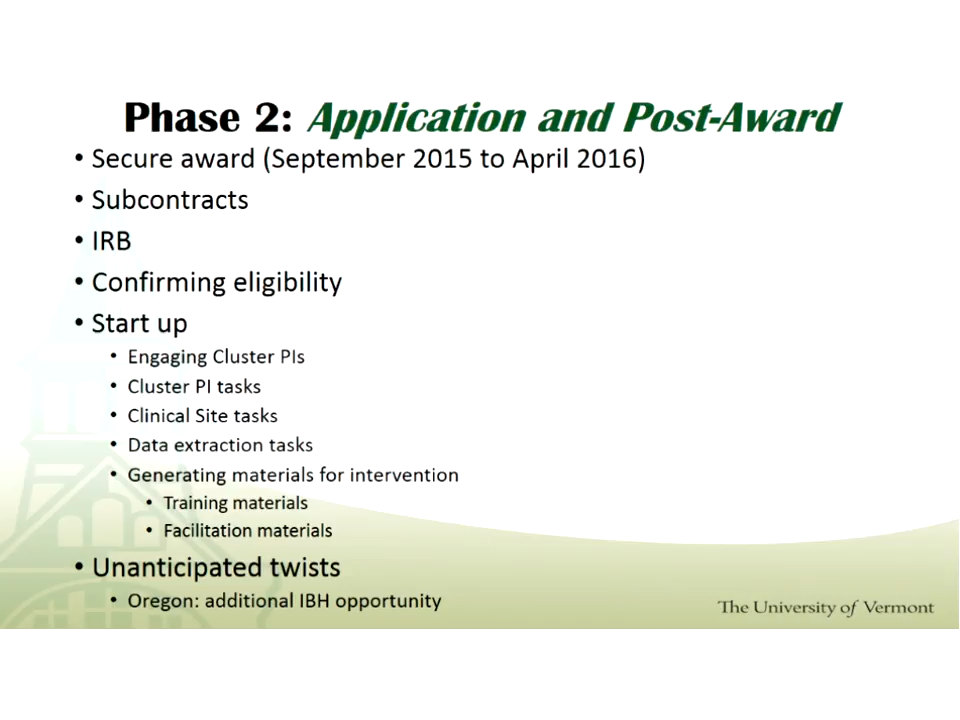 Phase 2: Application and Post-Award
• Secure award (September 2015 to April 2016)
• Subcontracts
• IRB
• Confirming eligibility
• Start up
• Engaging Cluster PIs
• Cluster PI tasks
• Clinical Site tasks
• Data extraction tasks
• Generating materials for intervention
• Training materials
• Facilitation materials
• Unanticipated twists
• Oregon: additional IBH opportunity
The University of Vermont